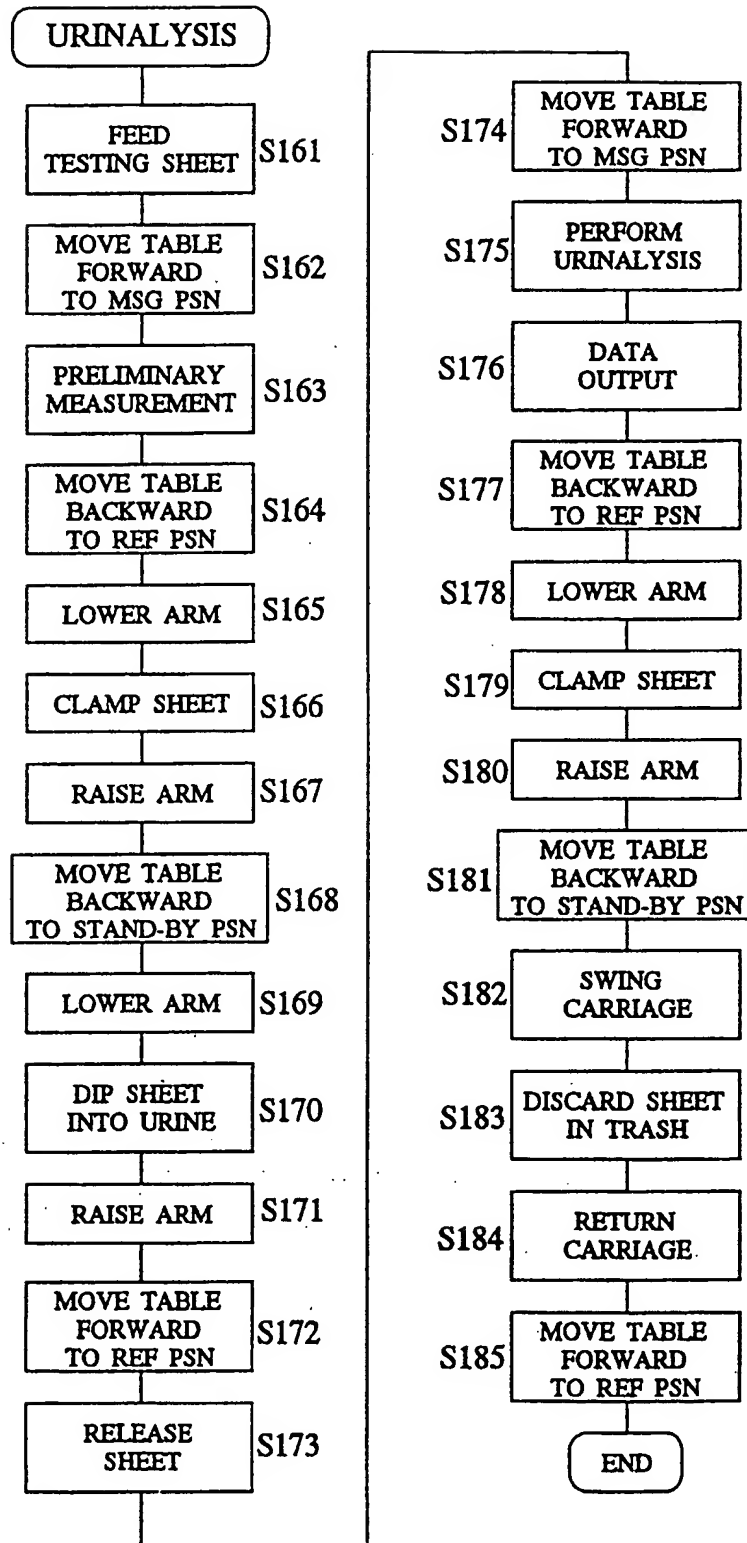 URINALYSIS
FEED
TESTING SHEET
S161
MOVE TABLE
FORWARD
TO MSG PSN
S162
PRELIMINARY
MEASUREMENT
S163
MOVE TABLE
BACKWARD
TO REF PSN
S164
LOWER ARM
S165
CLAMP SHEET
S166
RAISE ARM
S167
MOVE TABLE
BACKWARD
TO STAND-BY PSN
S168
LOWER ARM
S169
DIP SHEET
INTO URINE
S170
RAISE ARM
S171
MOVE TABLE
FORWARD
TO REF PSN
S172
RELEASE
SHEET
S173
S174
MOVE TABLE
FORWARD
TO MSG PSN
S175
PERFORM
URINALYSIS
S176
DATA
OUTPUT
S177
MOVE TABLE
BACKWARD
TO REF PSN
S178
LOWER ARM
S179
CLAMP SHEET
S180
RAISE ARM
S181
MOVE TABLE
BACKWARD
TO STAND-BY PSN
S182
SWING
CARRIAGE
S183
DISCARD SHEET
IN TRASH
S184
RETURN
CARRIAGE
S185
MOVE TABLE
FORWARD
TO REF PSN
END